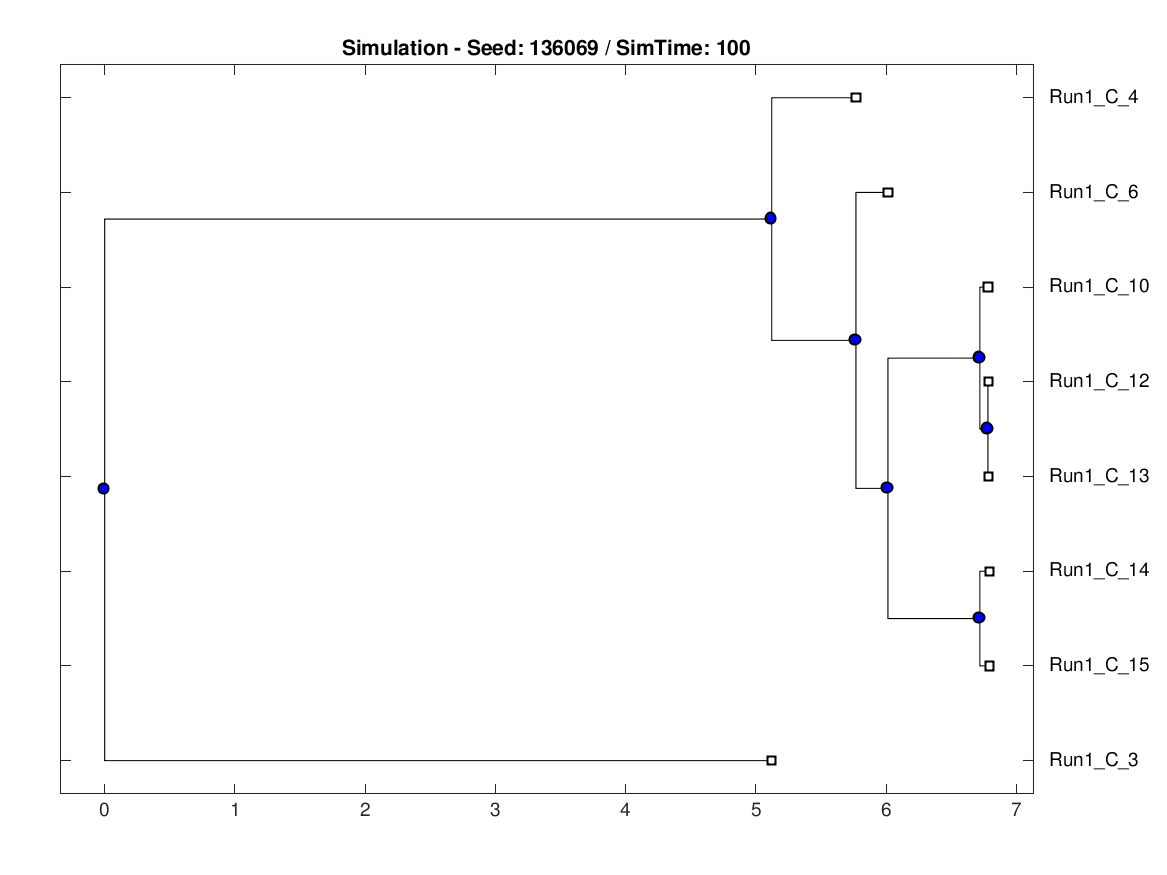 Simulation - Seed: 136069 / SimTime: 100
Run1_C_4
Run1_C_6
Run1_C_10
Run1_C_12
Run1_C_13
Run1_C_14
Run1_C_15
Run1_C_3
0 1 2 3 4 5 6 7